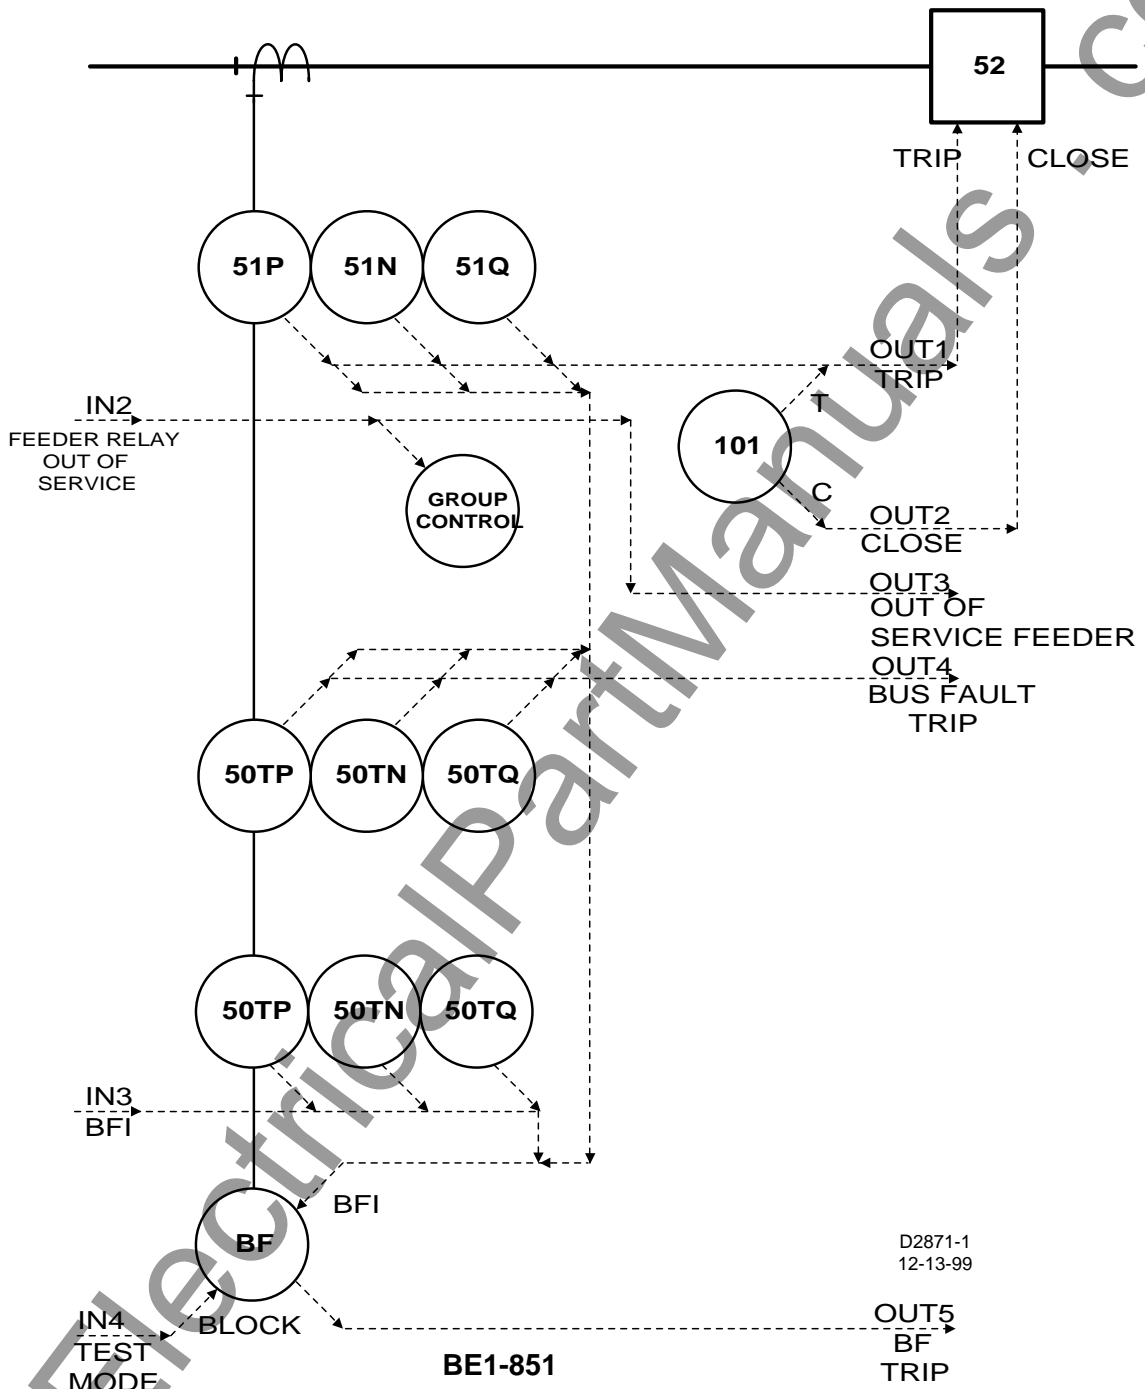 52
TRIP
CLOSE
51P
51N
51Q
OUT1
TRIP
IN2
FEEDER RELAY
OUT OF
SERVICE
T
101
C
GROUP
CONTROL
OUT2
CLOSE
OUT3
OUT OF
SERVICE FEEDER
OUT4
BUS FAULT
TRIP
50TP
50TN
50TQ
50TP
50TN
50TQ
IN3
BFI
BFI
BF
D2871-1
12-13-99
IN4
TEST
MODE
BLOCK
OUT5
BF
TRIP
BE1-851
ElectricalPartManuals . co